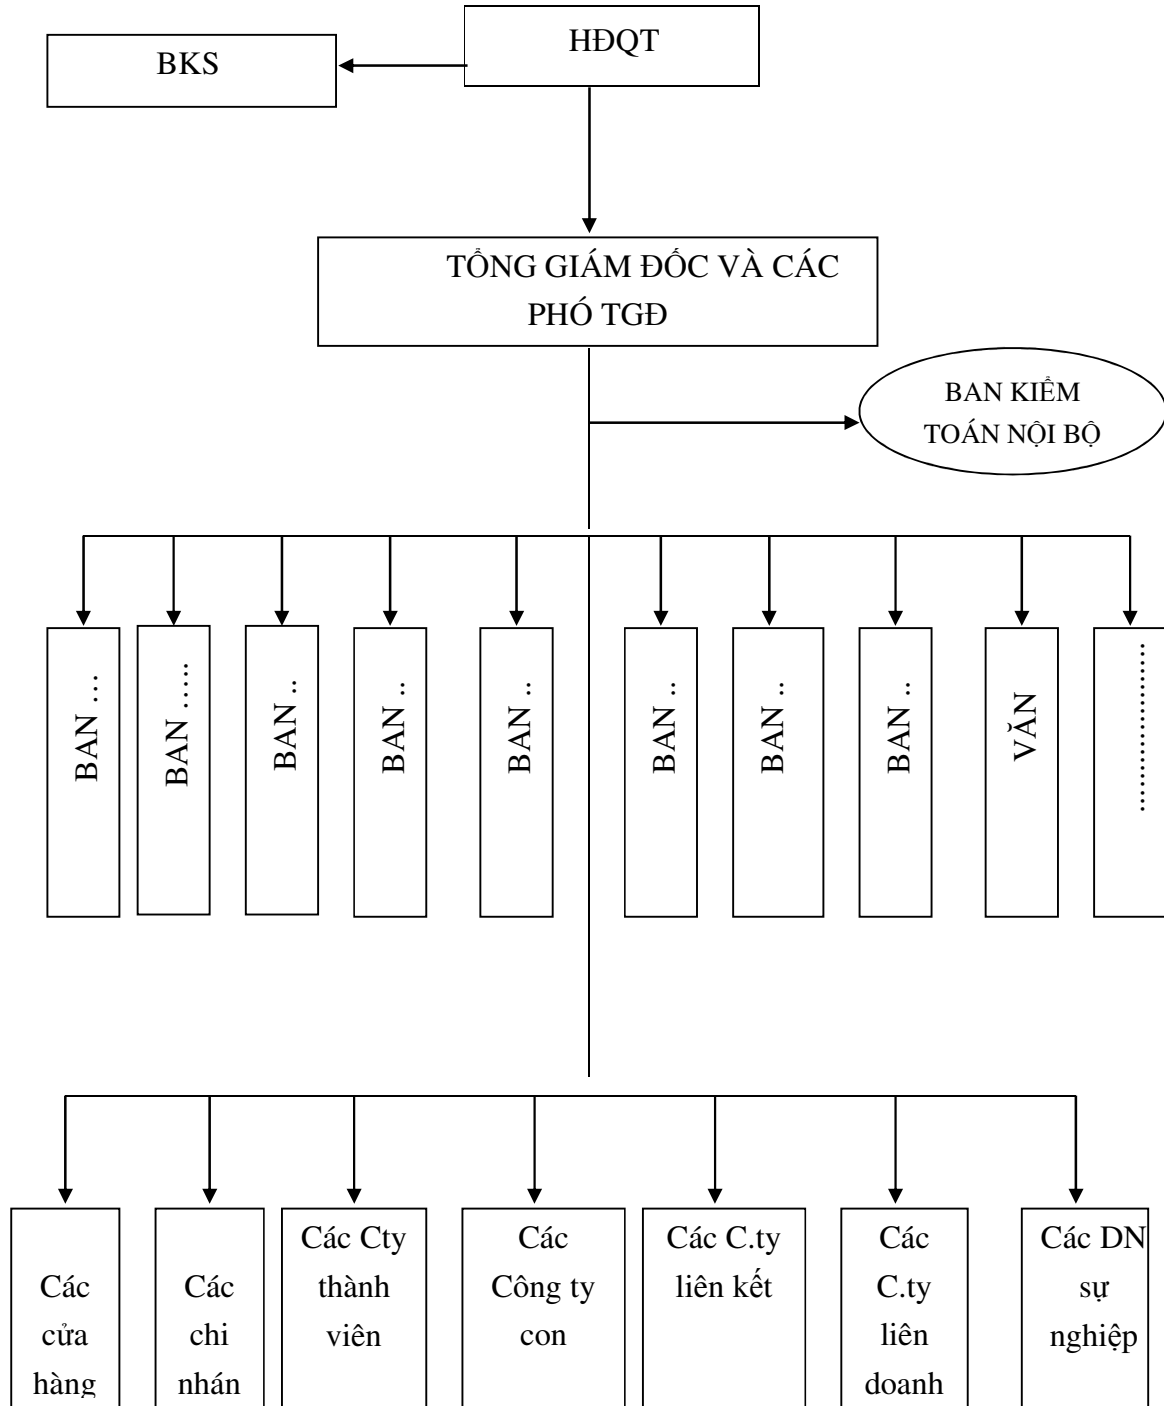 HĐQT
BKS
TỔNG GIÁM ĐỐC VÀ CÁC
PHÓ TGĐ
BAN KIỂM
TOÁN NỘI BỘ
BAN …
BAN …..
BAN ..
BAN ..
BAN ..
BAN ..
BAN ..
BAN ..
VĂN
............................
Các
cửa
hàng
Các
chi
nhán
Các Cty
thành
viên
Các
Công ty
con
Các C.ty
liên kết
Các
C.ty
liên
doanh
Các DN
sự
nghiệp